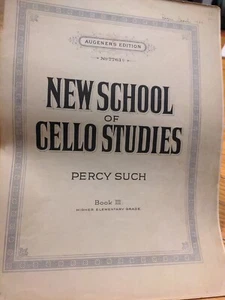 AUGENER'S EDITION
NEW SCHOOL
OF
CELLO STUDIES
PERCY SUCH
Book III
HIGHER ELEMENTARY GRADE.